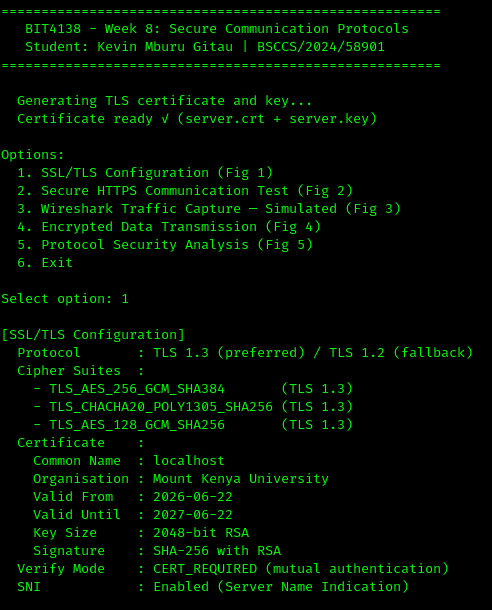 =======================================================
BIT4138 - Week 8: Secure Communication Protocols
Student: Kevin Mburu Gitau | BSCCS/2024/58901
=======================================================
Generating TLS certificate and key...
Certificate ready √ (server.crt + server.key)
Options:
1. SSL/TLS Configuration (Fig 1)
2. Secure HTTPS Communication Test (Fig 2)
3. Wireshark Traffic Capture — Simulated (Fig 3)
4. Encrypted Data Transmission (Fig 4)
5. Protocol Security Analysis (Fig 5)
6. Exit
Select option: 1
[SSL/TLS Configuration]
Protocol : TLS 1.3 (preferred) / TLS 1.2 (fallback)
Cipher Suites :
- TLS_AES_256_GCM_SHA384 (TLS 1.3)
- TLS_CHACHA20_POLY1305_SHA256 (TLS 1.3)
- TLS_AES_128_GCM_SHA256 (TLS 1.3)
Certificate :
Common Name : localhost
Organisation : Mount Kenya University
Valid From : 2026-06-22
Valid Until : 2027-06-22
Key Size : 2048-bit RSA
Signature : SHA-256 with RSA
Verify Mode : CERT_REQUIRED (mutual authentication)
SNI : Enabled (Server Name Indication)